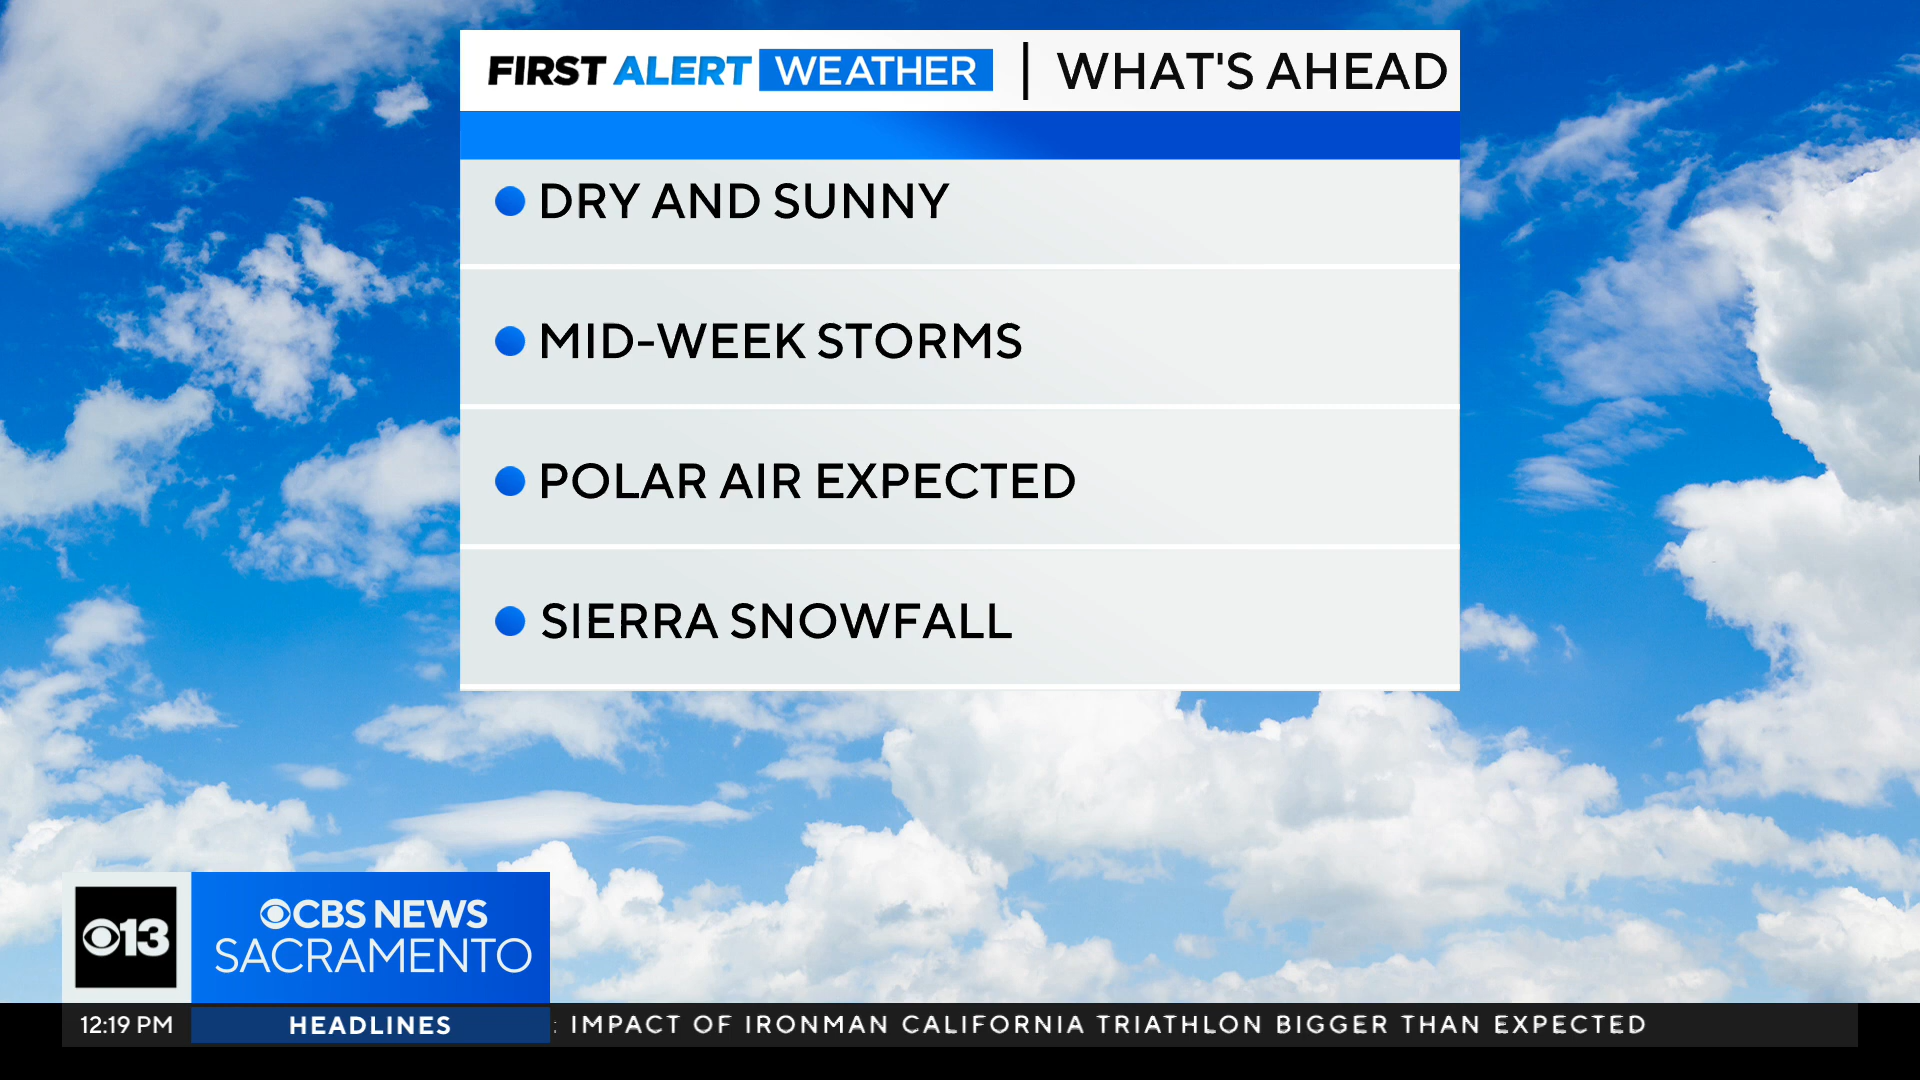 FIRST ALERT WEATHER | WHAT'S AHEAD
DRY AND SUNNY
MID-WEEK STORMS
POLAR AIR EXPECTED
SIERRA SNOWFALL
13
CBS NEWS
SACRAMENTO
12:19 PM
HEADLINES
: IMPACT OF IRONMAN CALIFORNIA TRIATHLON BIGGER THAN EXPECTED